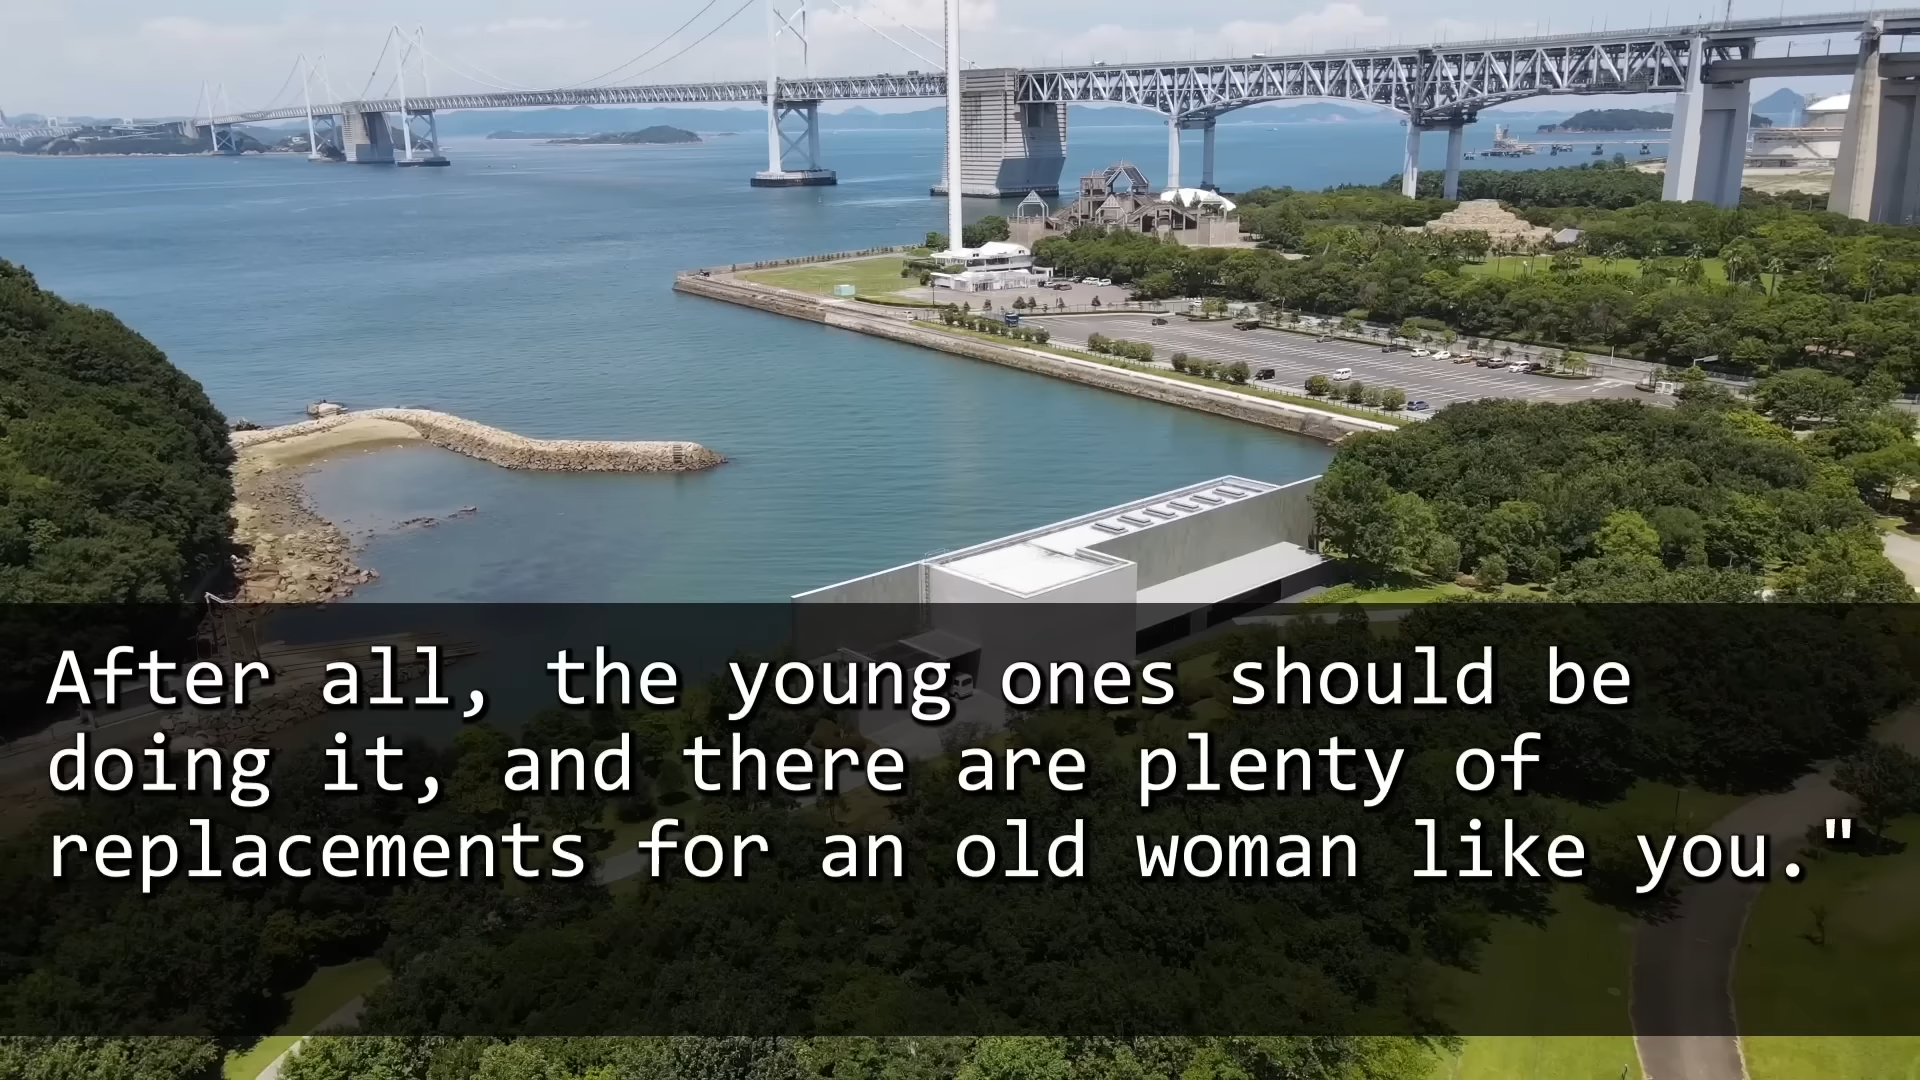 After all, the young ones should be
doing it, and there are plenty of
replacements for an old woman like you."